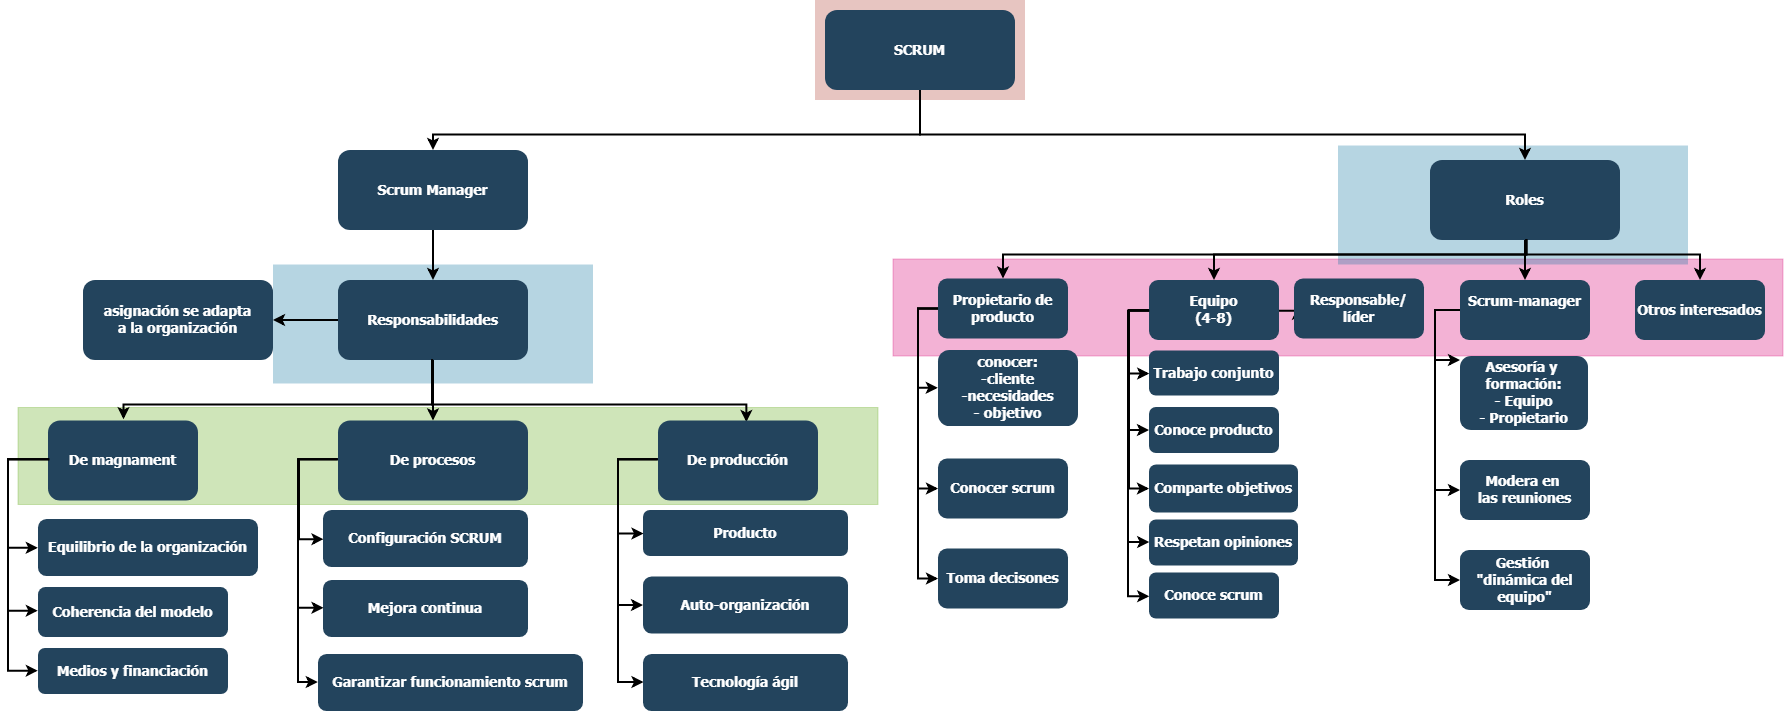 SCRUM
Scrum Manager
Roles
asignación se adapta
a la organización
Responsabilidades
Propietario de
producto
Equipo
(4-8)
Responsable/
líder
Scrum-manager
Otros interesados
De magnament
De procesos
De producción
Equilibrio de la organización
Coherencia del modelo
Medios y financiación
Configuración SCRUM
Mejora continua
Garantizar funcionamiento scrum
Producto
Auto-organización
Tecnología ágil
conocer:
-cliente
-necesidades
- objetivo
Conocer scrum
Toma decisones
Trabajo conjunto
Conoce producto
Comparte objetivos
Respetan opiniones
Conoce scrum
Asesoría y
formación:
- Equipo
- Propietario
Modera en
las reuniones
Gestión
"dinámica del
equipo"